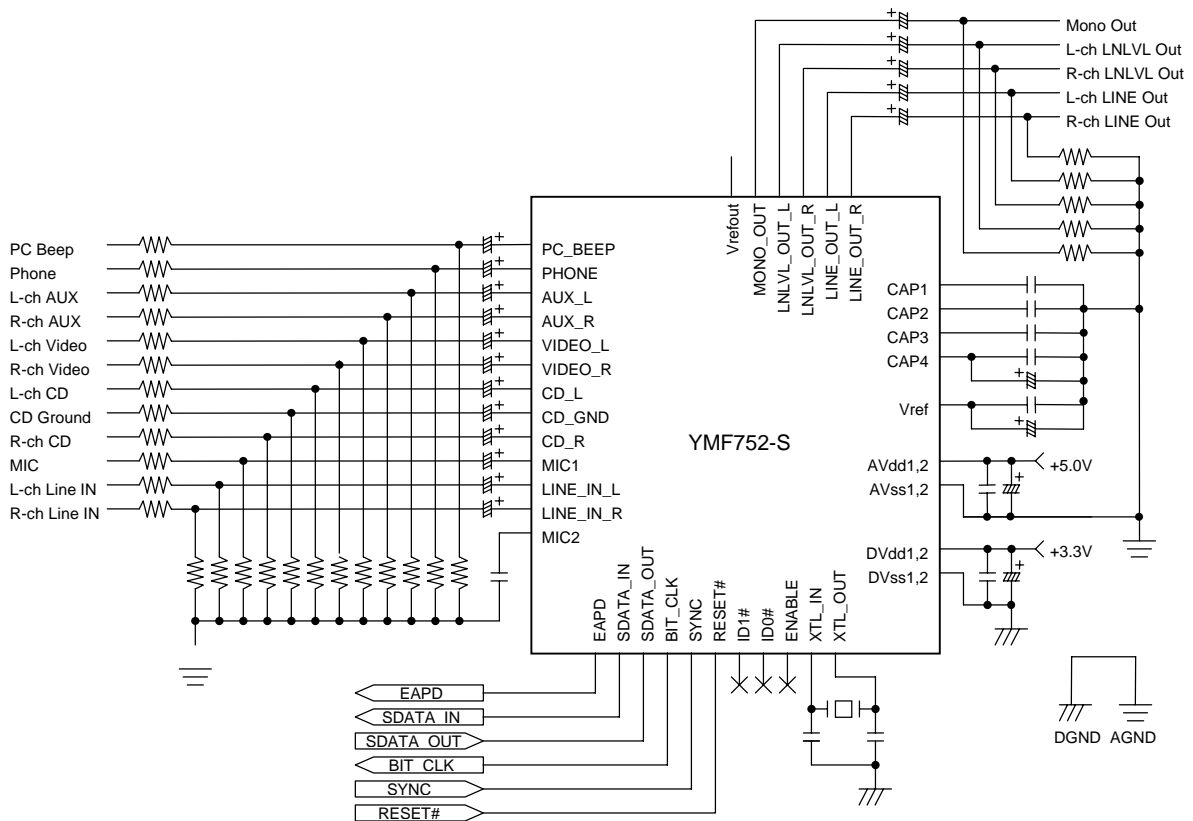 Mono Out
L-ch LNLVL Out
R-ch LNLVL Out
L-ch LINE Out
R-ch LINE Out
+
+
+
+
+
Vrefout
MONO_OUT
LNLVL_OUT_L
LNLVL_OUT_R
LINE_OUT_L
LINE_OUT_R
PC Beep
Phone
L-ch AUX
R-ch AUX
L-ch Video
R-ch Video
L-ch CD
CD Ground
R-ch CD
MIC
L-ch Line IN
R-ch Line IN
+
+
+
+
+
+
+
+
+
+
+
+
PC_BEEP
PHONE
AUX_L
AUX_R
VIDEO_L
VIDEO_R
CD_L
CD_GND
CD_R
MIC1
LINE_IN_L
LINE_IN_R
MIC2
YMF752-S
CAP1
CAP2
CAP3
CAP4
+
Vref
+
AVdd1,2
+5.0V
+
AVss1,2
DVdd1,2
+3.3V
+
DVss1,2
EAPD
SDATA_IN
SDATA_OUT
BIT_CLK
SYNC
RESET#
ID1#
ID0#
ENABLE
XTL_IN
XTL_OUT
EAPD
SDATA_IN
SDATA_OUT
BIT_CLK
SYNC
RESET#
DGND AGND